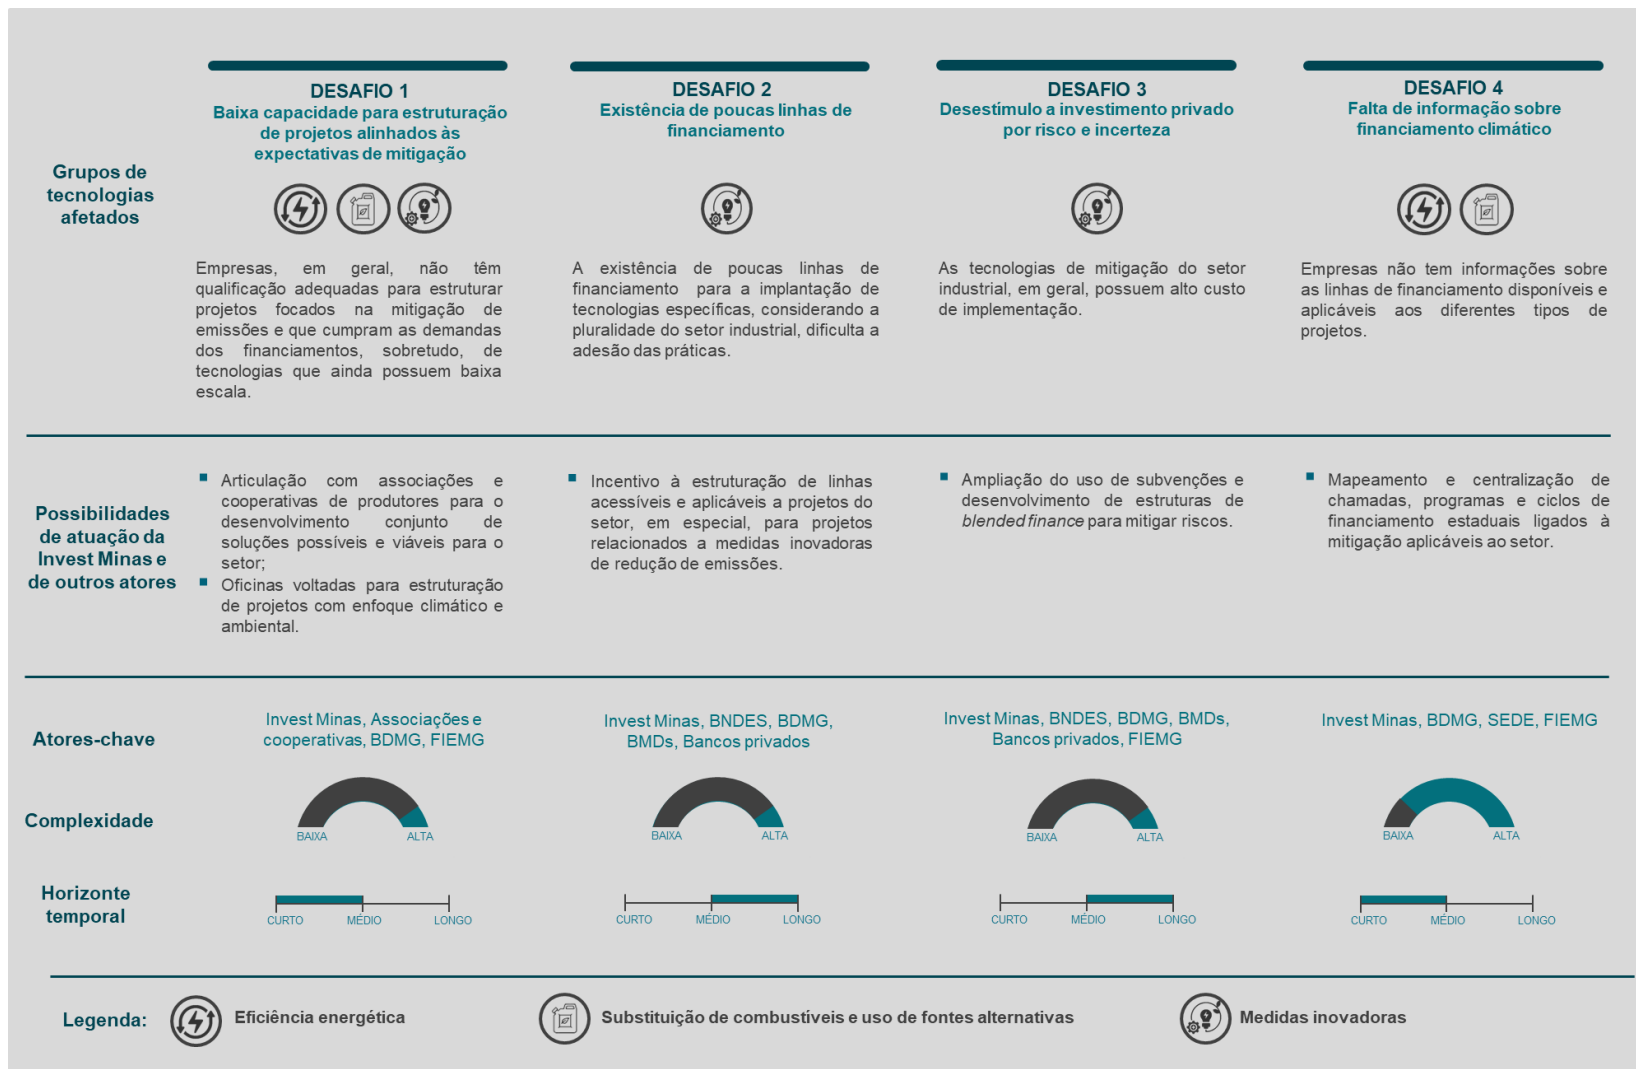 DESAFIO 1
Baixa capacidade para estruturação
de projetos alinhados às
expectativas de mitigação
DESAFIO 2
Existência de poucas linhas de
financiamento
DESAFIO 3
Desestímulo a investimento privado
por risco e incerteza
DESAFIO 4
Falta de informação sobre
financiamento climático
Grupos de
tecnologias
afetados
Empresas, em geral, não têm
qualificação adequadas para estruturar
projetos focados na mitigação de
emissões e que cumpram as demandas
dos financiamentos, sobretudo, de
tecnologias que ainda possuem baixa
escala.
A existência de poucas linhas de
financiamento para a implantação de
tecnologias específicas, considerando a
pluralidade do setor industrial, dificulta a
adesão das práticas.
As tecnologias de mitigação do setor
industrial, em geral, possuem alto custo
de implementação.
Empresas não tem informações sobre
as linhas de financiamento disponíveis e
aplicáveis aos diferentes tipos de
projetos.
Possibilidades
de atuação da
Invest Minas e
de outros atores
▪ Articulação com associações e
cooperativas de produtores para o
desenvolvimento conjunto de
soluções possíveis e viáveis para o
setor;
▪ Oficinas voltadas para estruturação
de projetos com enfoque climático e
ambiental.
▪ Incentivo à estruturação de linhas
acessíveis e aplicáveis a projetos do
setor, em especial, para projetos
relacionados a medidas inovadoras
de redução de emissões.
▪ Ampliação do uso de subvenções e
desenvolvimento de estruturas de
blended finance para mitigar riscos.
▪ Mapeamento e centralização de
chamadas, programas e ciclos de
financiamento estaduais ligados à
mitigação aplicáveis ao setor.
Atores-chave
Invest Minas, Associações e
cooperativas, BDMG, FIEMG
Invest Minas, BNDES, BDMG,
BMDs, Bancos privados
Invest Minas, BNDES, BDMG, BMDs,
Bancos privados, FIEMG
Invest Minas, BDMG, SEDE, FIEMG
Complexidade
BAIXA ALTA
BAIXA ALTA
BAIXA ALTA
BAIXA ALTA
Horizonte
temporal
CURTO MÉDIO LONGO
CURTO MÉDIO LONGO
CURTO MÉDIO LONGO
CURTO MÉDIO LONGO
Legenda:
Eficiência energética
Substituição de combustíveis e uso de fontes alternativas
Medidas inovadoras